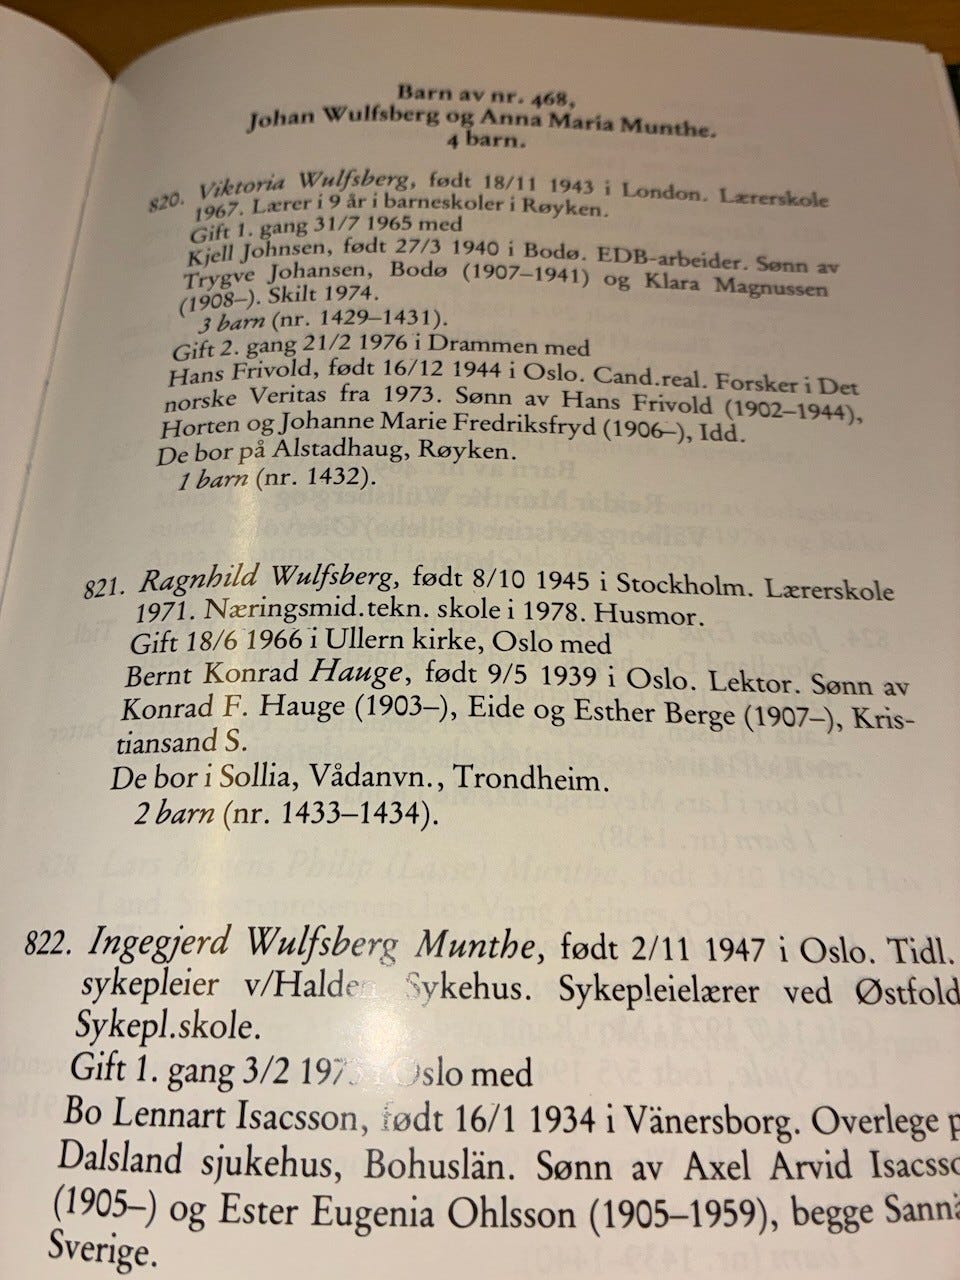 Barn av nr. 468,
Johan Wulfsberg og Anna Maria Munthe.
4 barn.
820. Viktoria Wulfsberg, født 18/11 1943 i London. Lærerskole
1967. Lærer i 9 år i barneskoler i Røyken.
Gift 1. gang 31/7 1965 med
Kjell Johnsen, født 27/3 1940 i Bodø. EDB-arbeider. Sønn av
Trygve Johansen, Bodø (1907–1941) og Klara Magnussen
(1908–). Skilt 1974.
3 barn (nr. 1429–1431).
Gift 2. gang 21/2 1976 i Drammen med
Hans Frivold, født 16/12 1944 i Oslo. Cand.real. Forsker i Det
norske Veritas fra 1973. Sønn av Hans Frivold (1902–1944),
Horten og Johanne Marie Fredriksfryd (1906–), Idd.
De bor på Alstadhaug, Røyken.
1 barn (nr. 1432).
821. Ragnhild Wulfsberg, født 8/10 1945 i Stockholm. Lærerskole
1971. Næringsmid.tekn. skole i 1978. Husmor.
Gift 18/6 1966 i Ullern kirke, Oslo med
Bernt Konrad Hauge, født 9/5 1939 i Oslo. Lektor. Sønn av
Konrad F. Hauge (1903–), Eide og Esther Berge (1907–), Kris-
tiansand S.
De bor i Sollia, Vådanvn., Trondheim.
2 barn (nr. 1433–1434).
822. Ingegjerd Wulfsberg Munthe, født 2/11 1947 i Oslo. Tidl.
sykepleier v/Halden Sykehus. Sykepleielærer ved Østfold
Sykepl.skole.
Gift 1. gang 3/2 197 i Oslo med
Bo Lennart Isacsson, født 16/1 1934 i Vänersborg. Overlege p
Dalsland sjukehus, Bohuslän. Sønn av Axel Arvid Isacsso
(1905–) og Ester Eugenia Ohlsson (1905–1959), begge Sannä
Sverige.